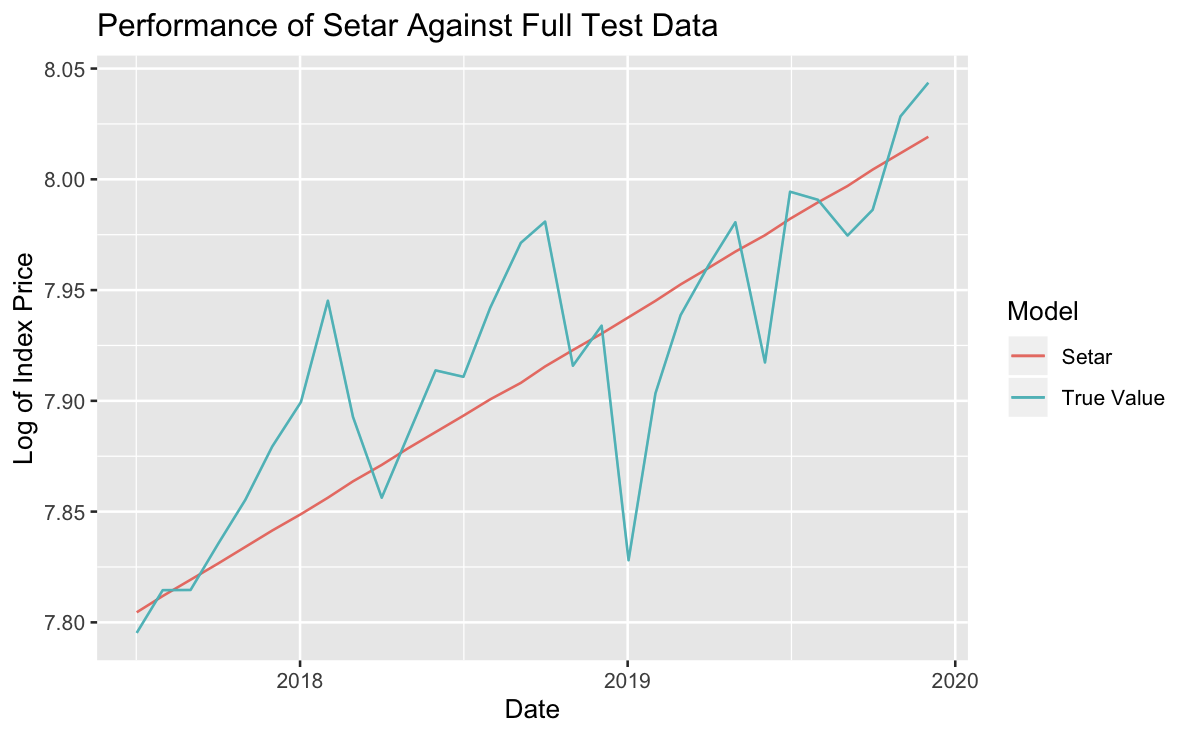 Performance of Setar Against Full Test Data
Log of Index Price
8.05
8.00
7.95
7.90
7.85
7.80
2018
2019
2020
Date
Model
Setar
True Value